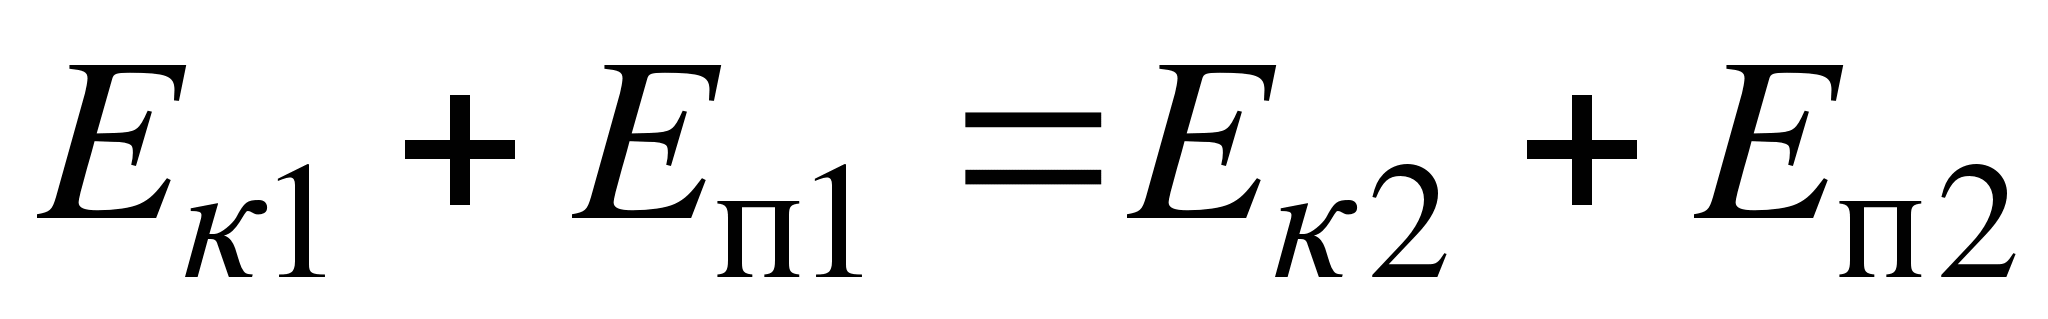 Eк1 + Eп1 = Eк2 + Eп2